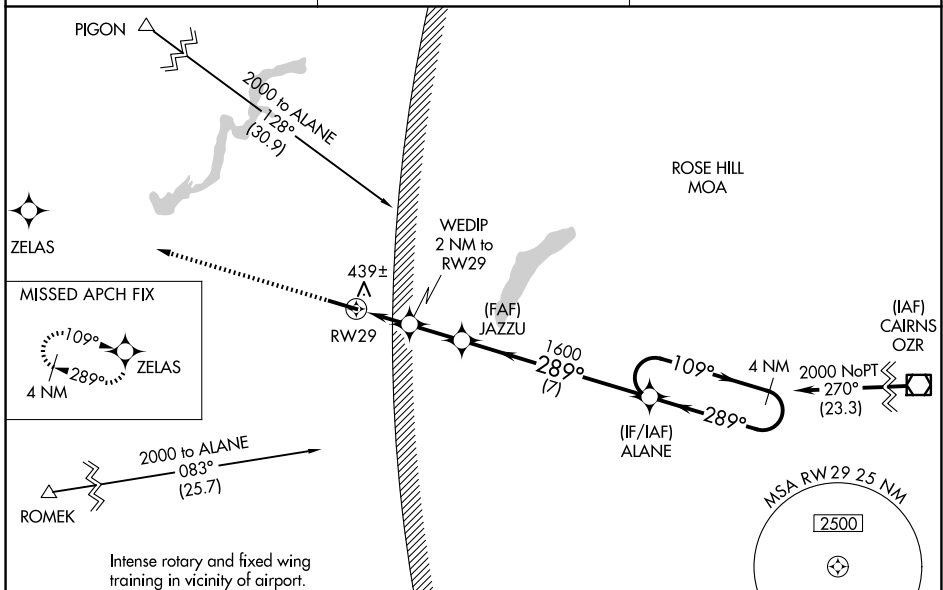 PIGON
2000 to ALANE
128°
(30.9)
ROSE HILL
MOA
ZELAS
WEDIP
2 NM to
RW29
439±
MISSED APCH FIX
109°
ZELAS
289°
4 NM
RW29
(FAF)
JAZZU
1600
289°
(7)
109°
4 NM
289°
(IF/IAF)
ALANE
2000 NoPT
270°
(23.3)
(IAF)
CAIRNS
OZR
2000 to ALANE
083°
(25.7)
ROMEK
MSA RW29 25 NM
2500
Intense rotary and fixed wing
training in vicinity of airport.